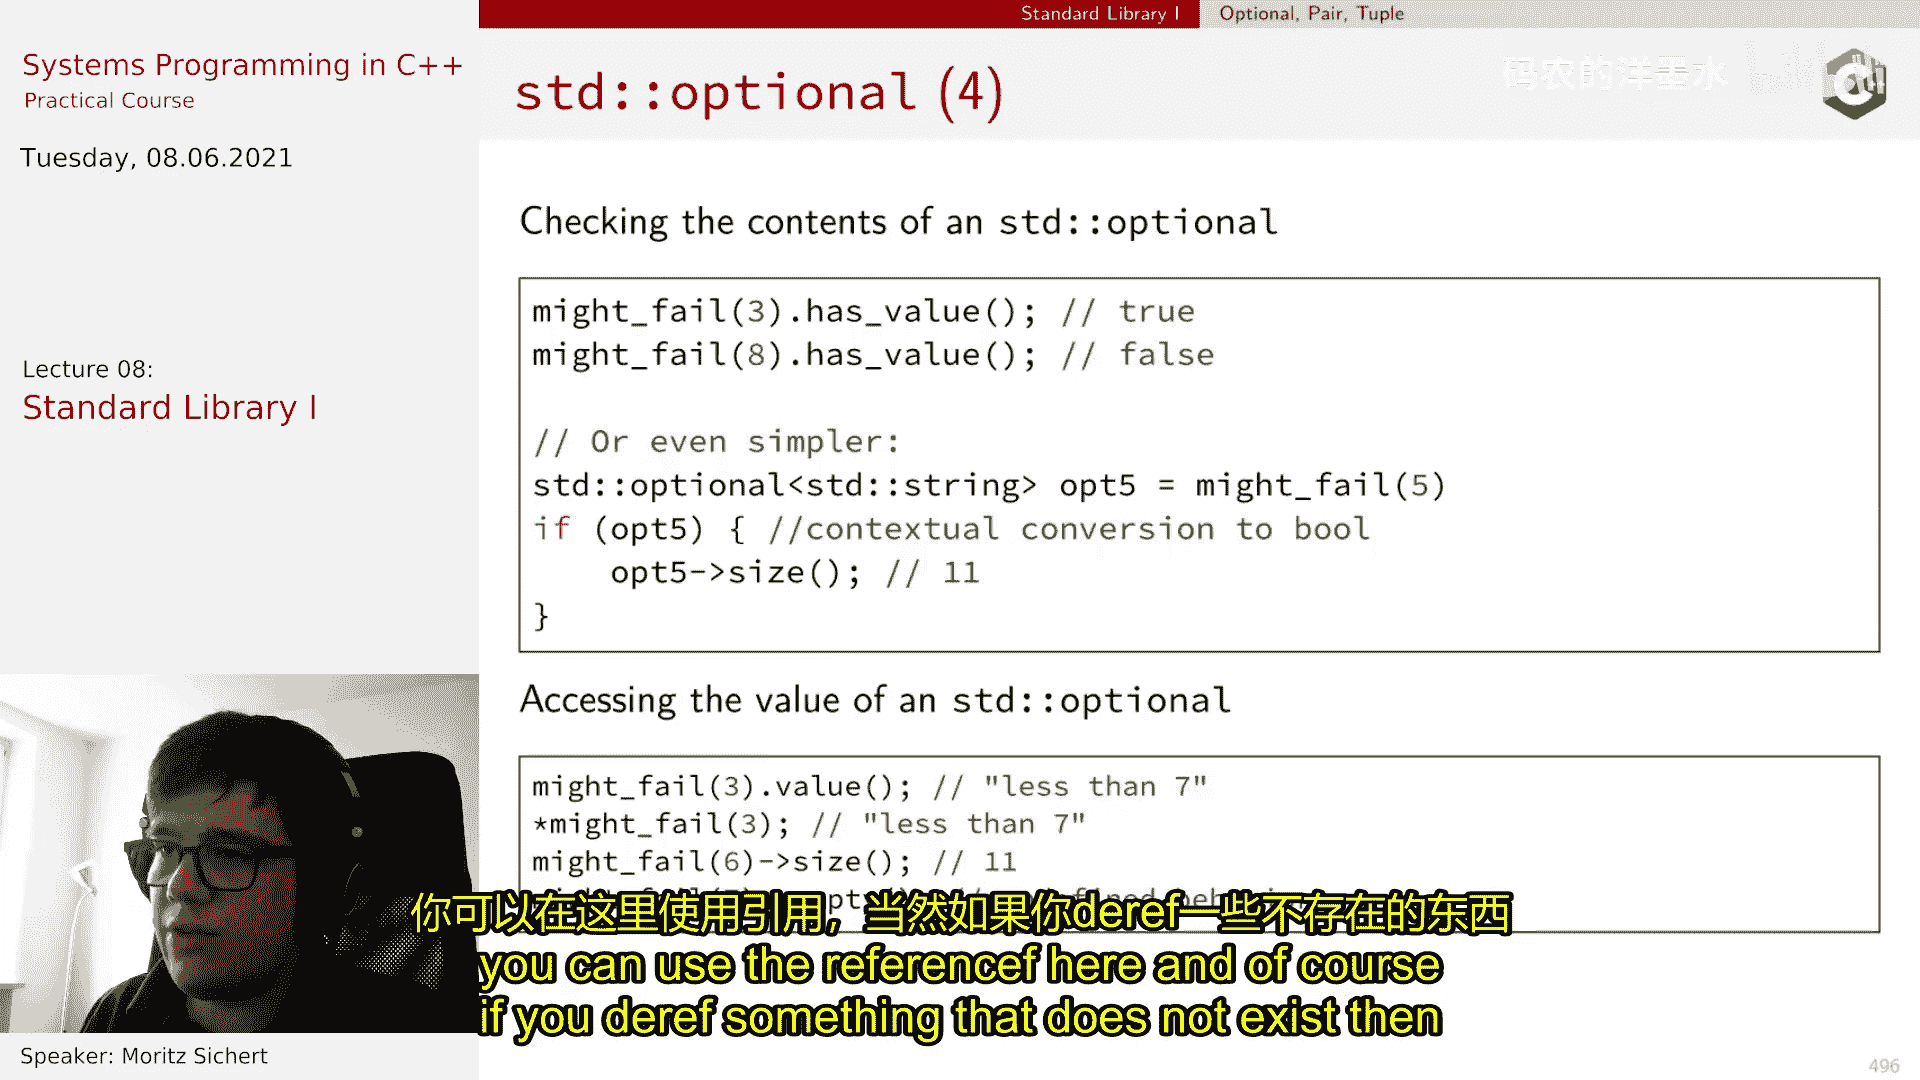 Standard Library I
Optional, Pair, Tuple
Systems Programming in C++
Practical Course
Tuesday, 08.06.2021
Lecture 08:
Standard Library I
std::optional (4)
码农的洋墨水
Checking the contents of an std::optional
might_fail(3).has_value(); // true
might_fail(8).has_value(); // false
// Or even simpler:
std::optional<std::string> opt5 = might_fail(5)
if (opt5) { //contextual conversion to bool
opt5->size(); // 11
}
Accessing the value of an std::optional
might_fail(3).value(); // "less than 7"
*might_fail(3); // "less than 7"
might_fail(6)->size(); // 11
你可以在这里使用引用，当然如果你deref一些不存在的东西
you can use the referencef here and of course
if you deref something that does not exist then
Speaker: Moritz Sichert
496